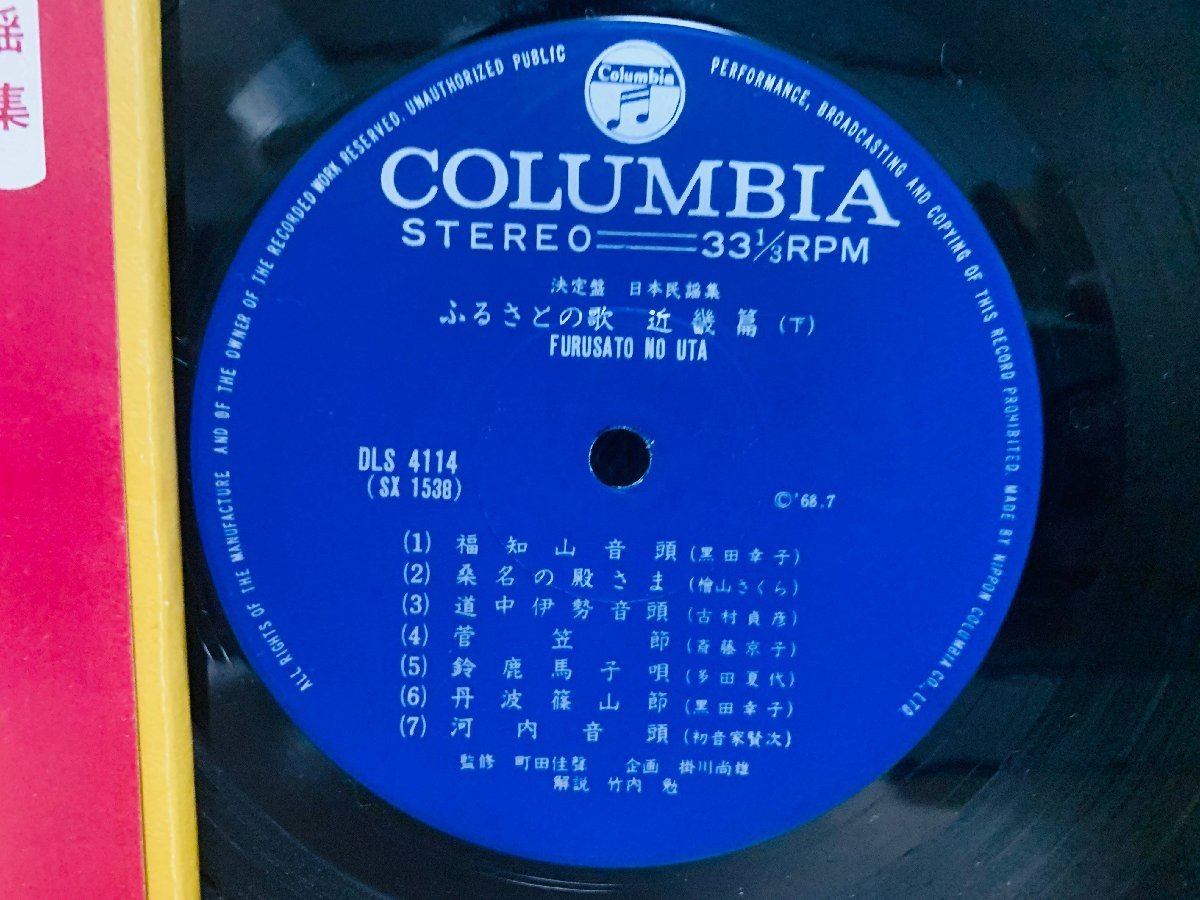 謡集
Columbia
ALL RIGHTS OF THE MANUFACTURE AND OF THE OWNER OF THE RECORDED WORK RESERVED. UNAUTHORIZED PUBLIC PERFORMANCE, BROADCASTING AND COPYING OF THIS RECORD PROHIBITED. MADE BY NIPPON COLUMBIA CO., LTD
COLUMBIA
STEREO 33⅓RPM
決定盤 日本民謡集
ふるさとの歌 近畿篇(下)
FURUSATO NO UTA
DLS 4114
(SX 1538)
©'68.7
(1) 福知山音頭(黒田幸子)
(2) 桑名の殿さま(檜山さくら)
(3) 道中伊勢音頭(古村貞彦)
(4) 菅笠節(斎藤京子)
(5) 鈴鹿馬子唄(多田夏代)
(6) 丹波篠山節(黒田幸子)
(7) 河内音頭(初音家賢次)
監修 町田佳聲 企画 掛川尚雄
解説 竹内 勉